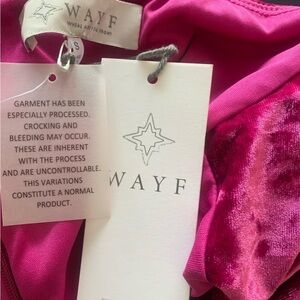 WAYF
S
GARMENT HAS BEEN
ESPECIALLY PROCESSED.
CROCKING AND
BLEEDING MAY OCCUR.
THESE ARE INHERENT
WITH THE PROCESS
AND ARE UNCONTROLLABLE.
THIS VARIATIONS
CONSTITUTE A NORMAL
PRODUCT.
WAYF